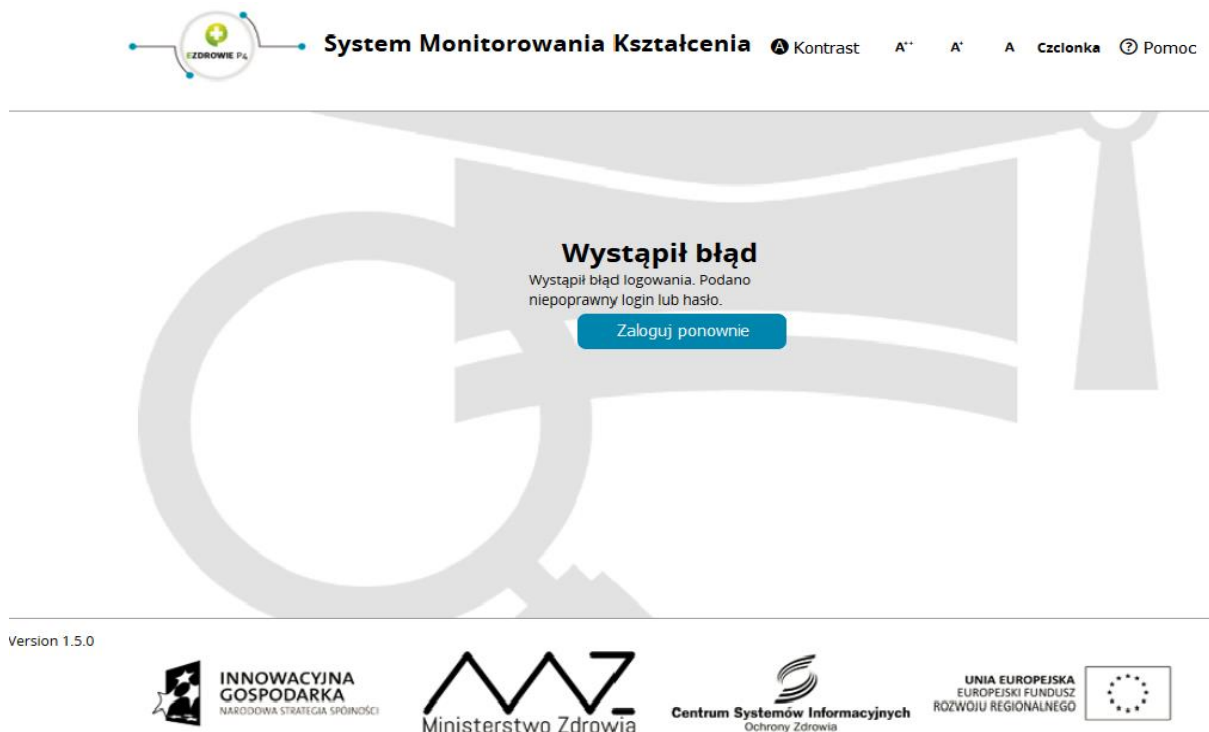 EZDROWIE P4
System Monitorowania Kształcenia
A Kontrast A++ A+ A Czcionka ? Pomoc
Wystąpił błąd
Wystąpił błąd logowania. Podano
niepoprawny login lub hasło.
Zaloguj ponownie
Version 1.5.0
INNOWACYJNA
GOSPODARKA
NARODOWA STRATEGIA SPÓJNOŚCI
Ministerstwo Zdrowia
Centrum Systemów Informacyjnych
Ochrony Zdrowia
UNIA EUROPEJSKA
EUROPEJSKI FUNDUSZ
ROZWOJU REGIONALNEGO